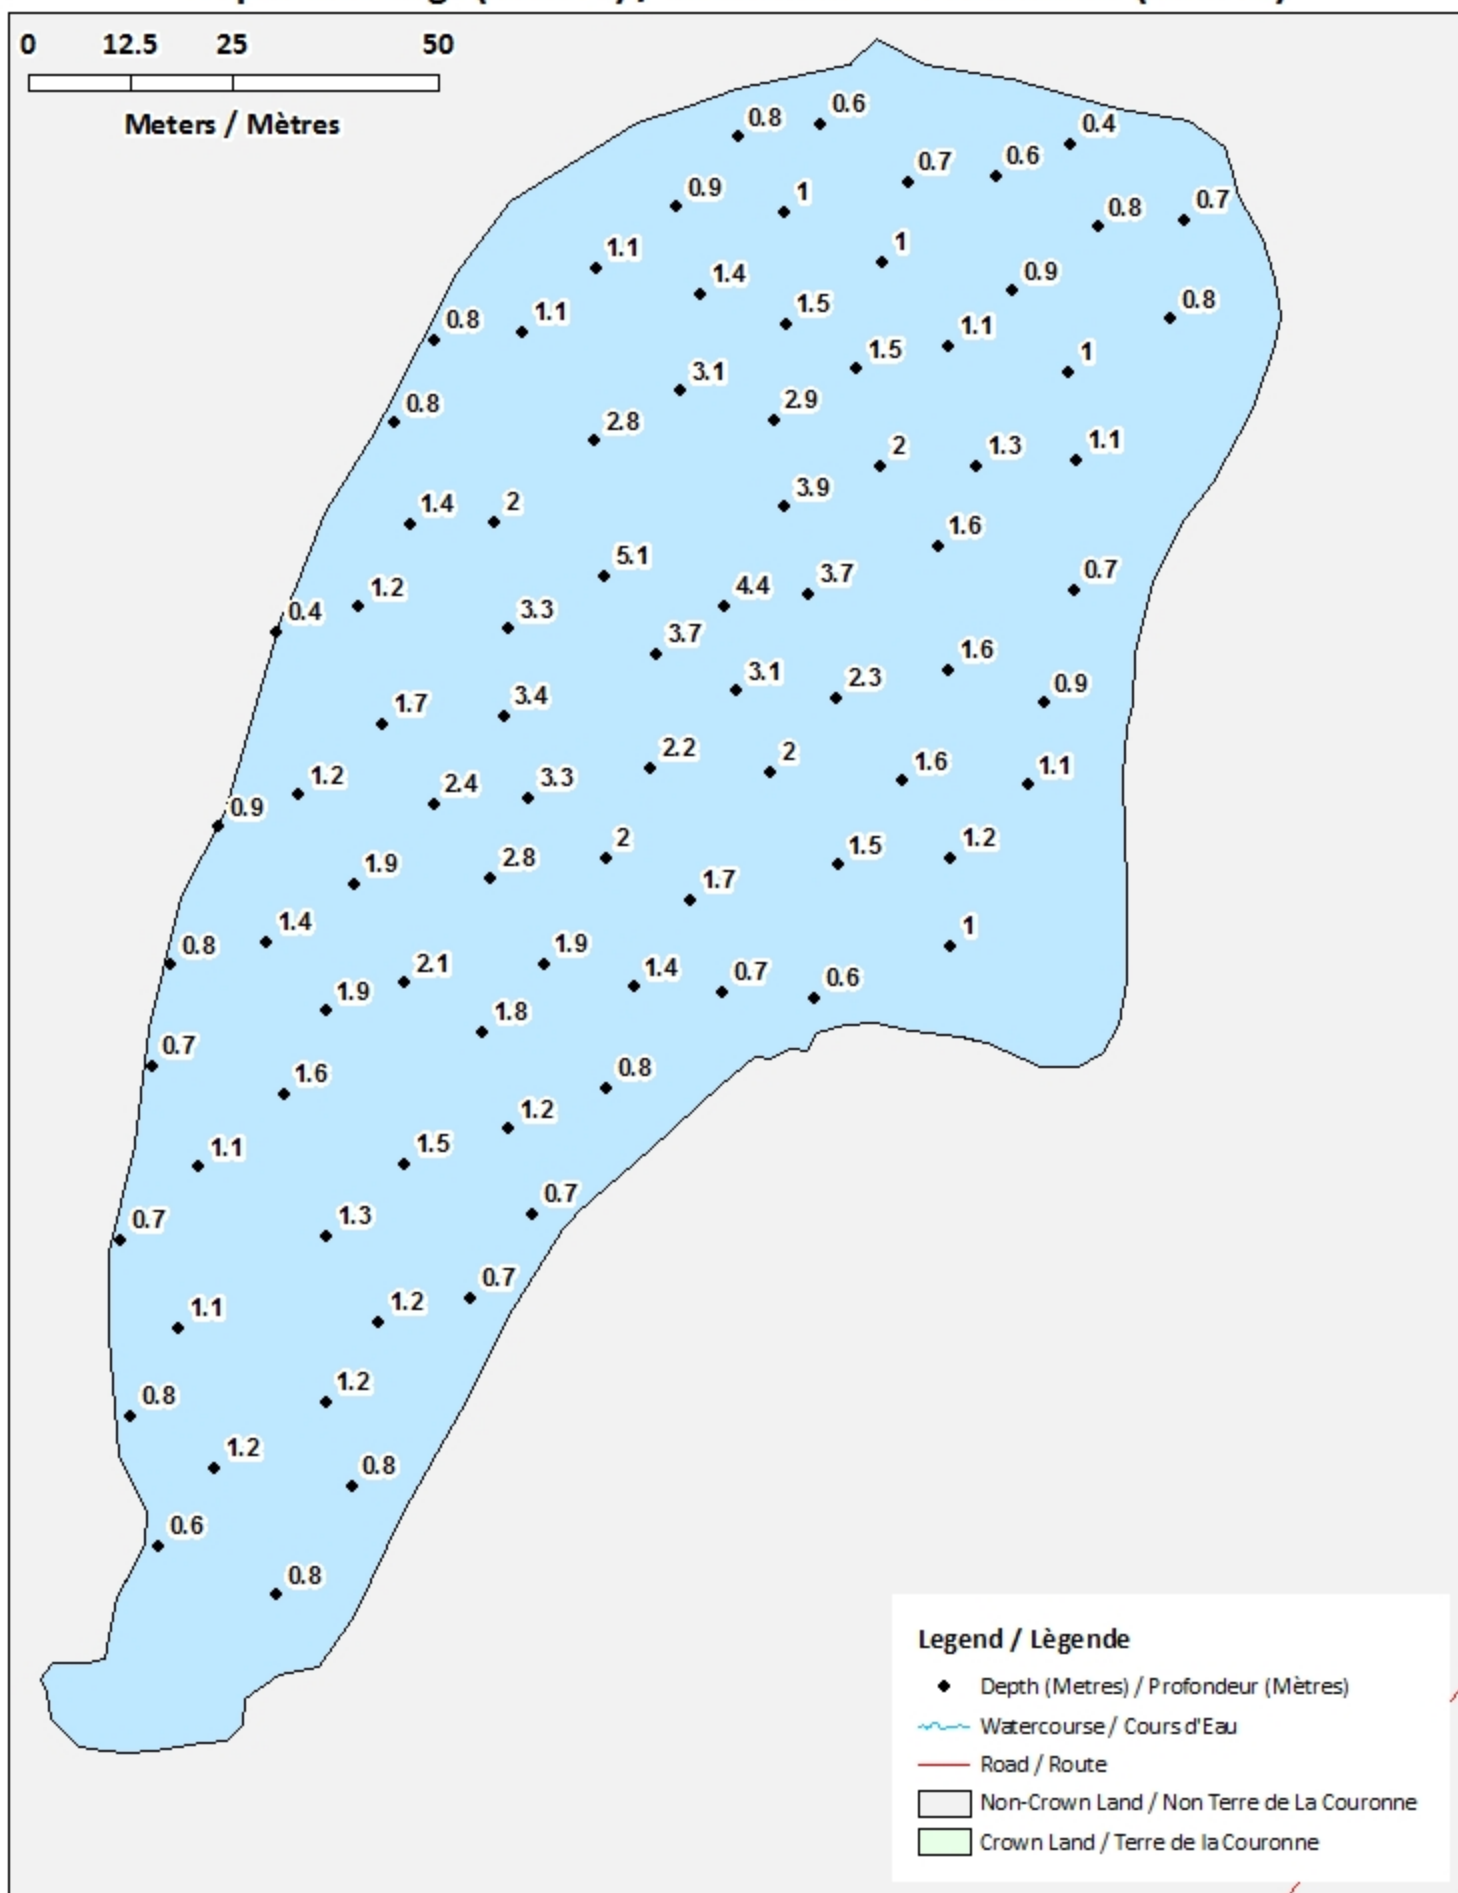 0 12.5 25 50
Meters / Mètres
0.8 0.6
0.4
0.7 0.6
0.9 1
0.8 0.7
1.1 1
1.4 0.9
0.8 1.1 1.5 0.8
1.5 1.1
1
3.1
0.8 2.8 2.9
2 1.3 1.1
3.9
1.4 2
1.6
5.1
0.4 1.2 4.4 3.7 0.7
3.3
3.7
1.6
3.1 2.3 0.9
1.7 3.4
2.2 2 1.6 1.1
1.2 2.4 3.3
0.9
2 1.5 1.2
1.9 2.8
1.7
1.4 1
0.8 1.9
2.1 1.4 0.7 0.6
1.9
1.8
0.7
1.6 0.8
1.2
1.1 1.5
0.7 1.3 0.7
0.7
1.1 1.2
0.8 1.2
1.2
0.8
0.6
0.8
Legend / Lègende
Depth (Metres) / Profondeur (Mètres)
Watercourse / Cours d'Eau
Road / Route
Non-Crown Land / Non Terre de La Couronne
Crown Land / Terre de la Couronne